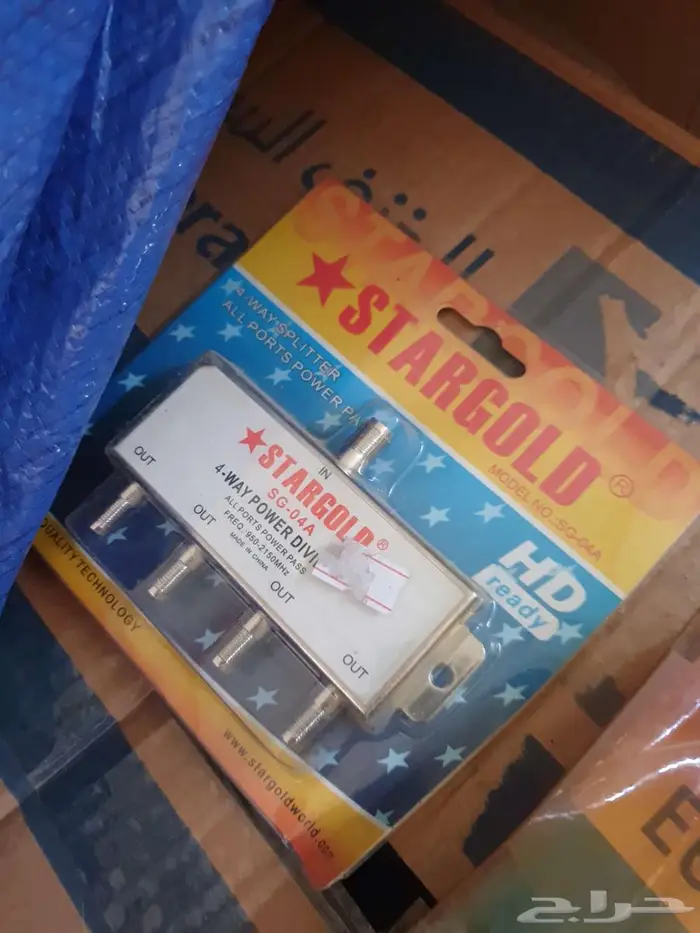 ★STARGOLD®
MODEL NO.:SG-04A
4-WAY SPLITTER
ALL PORTS POWER
HD
ready
IN
★STARGOLD®
SG-04A
4-WAY POWER
ALL PORTS POWER PASS
FREQ.:950-2150MHz
MADE IN CHINA
OUT
OUT
OUT
OUT
QUALITY TECHNOLOGY
www.stargoldworld.com
حراج